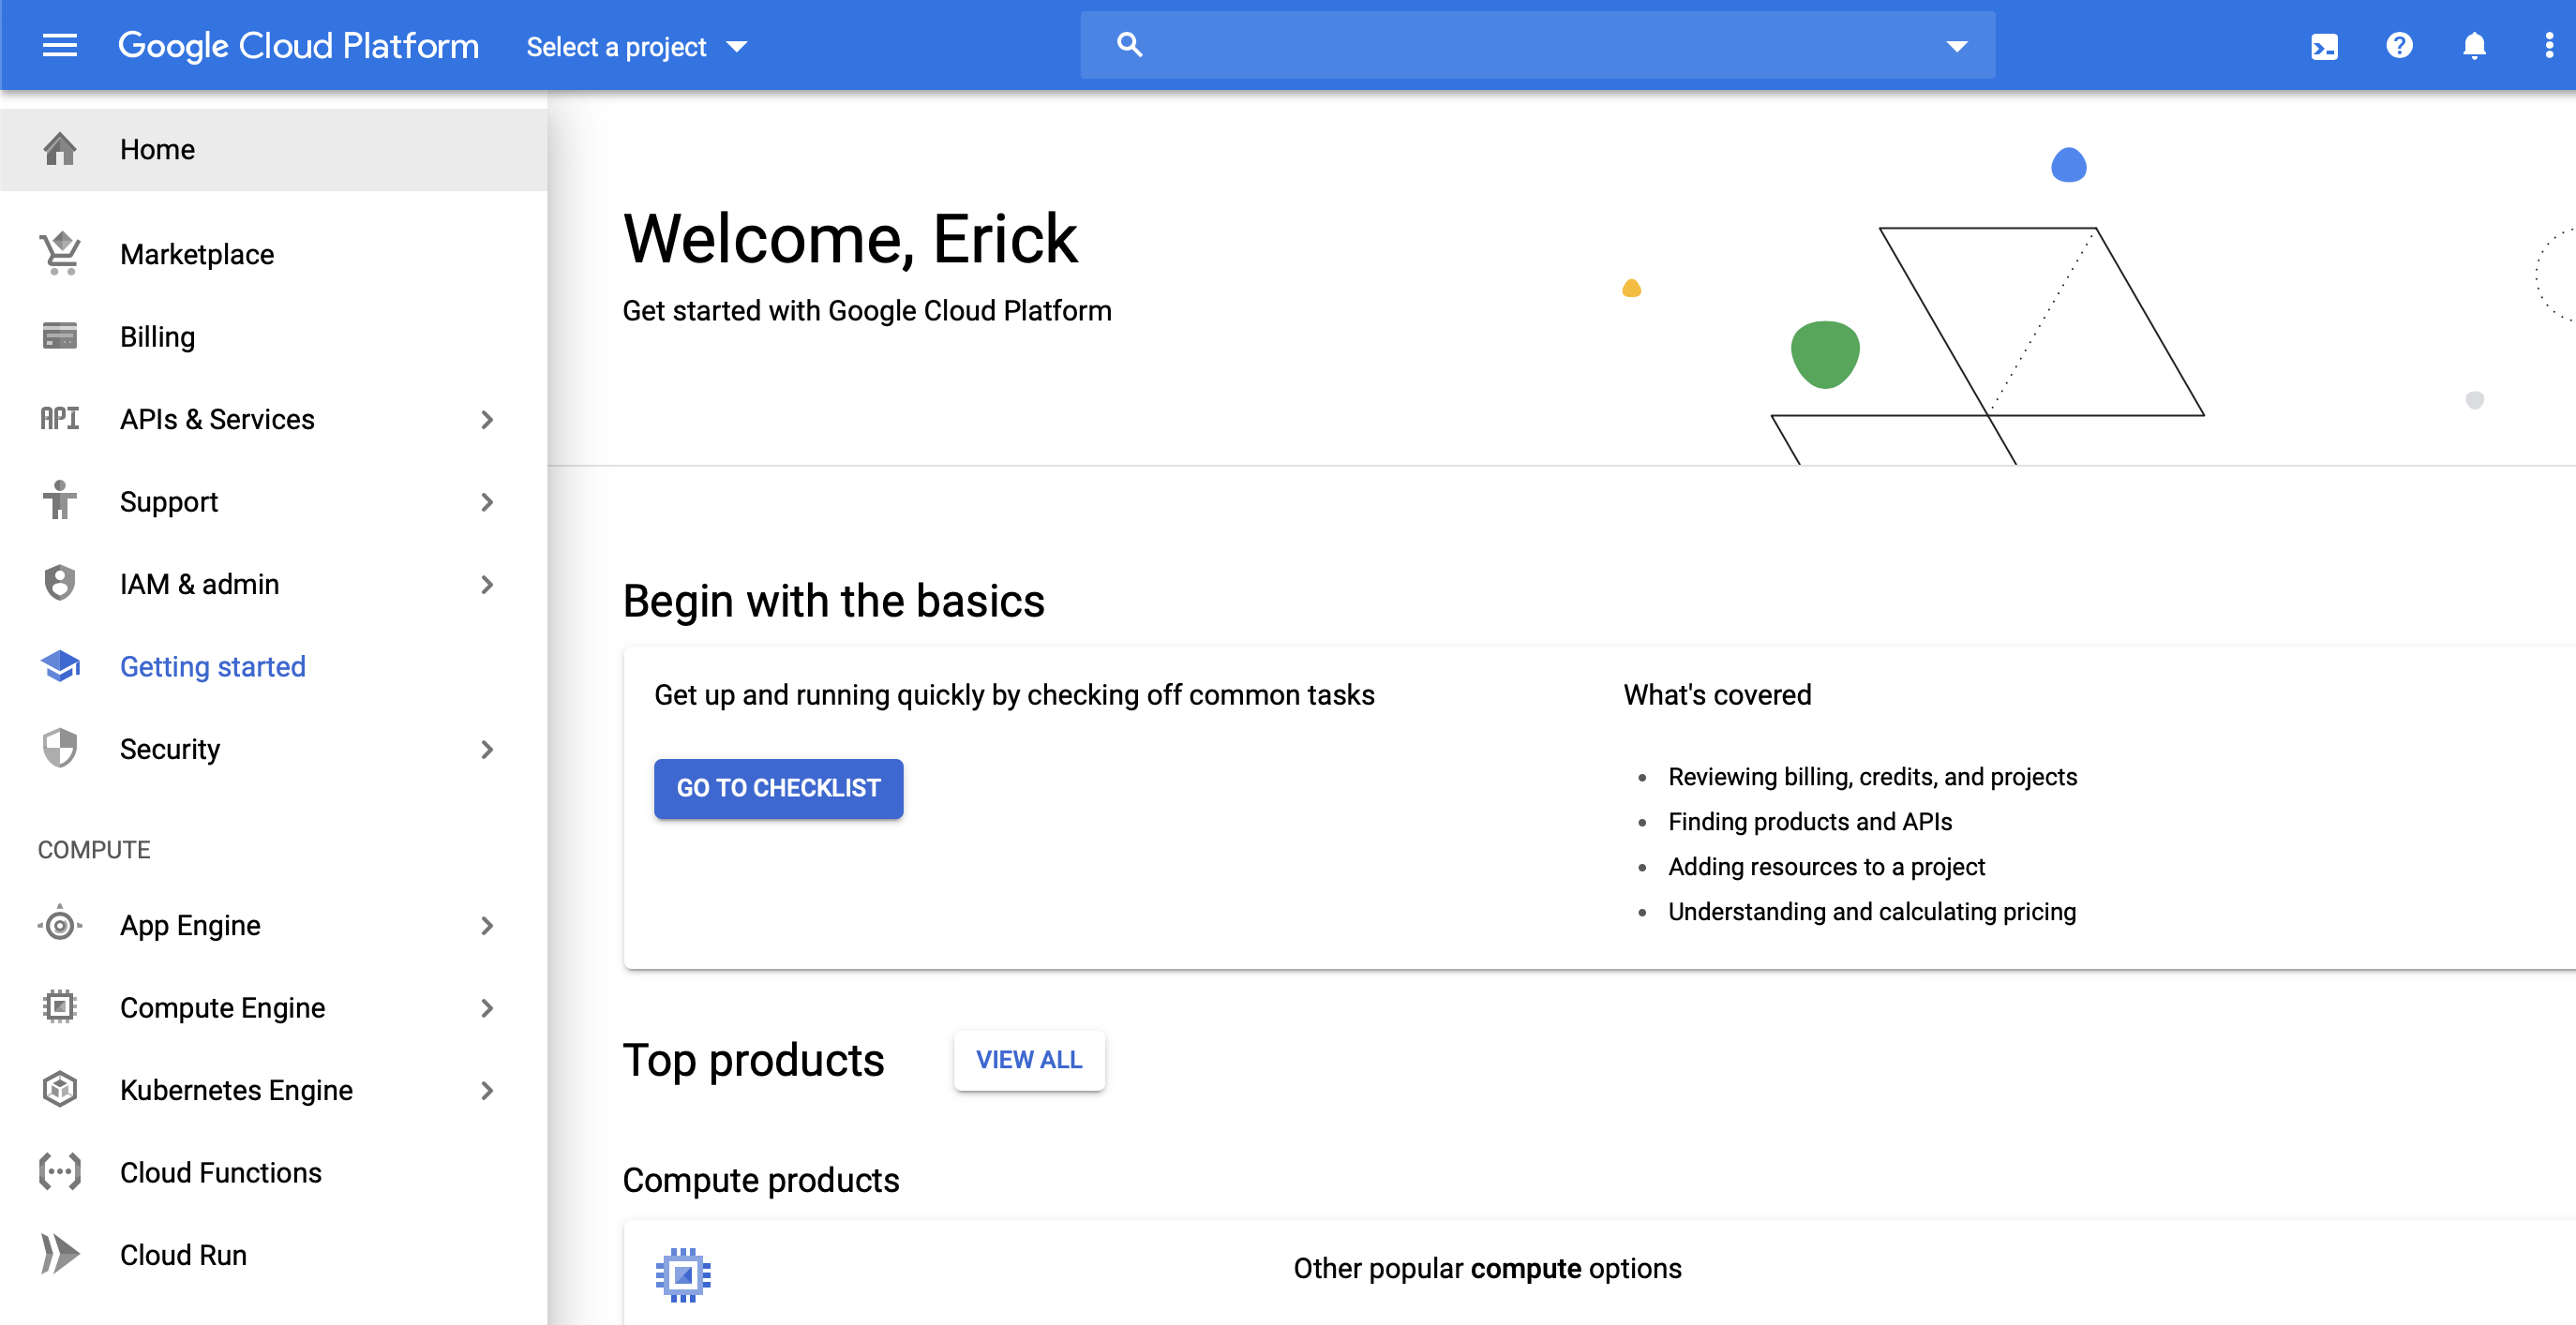 Google Cloud Platform
Select a project
Home
Marketplace
Billing
API
APIs & Services
Support
IAM & admin
Getting started
Security
COMPUTE
App Engine
Compute Engine
Kubernetes Engine
Cloud Functions
Cloud Run
Welcome, Erick
Get started with Google Cloud Platform
Begin with the basics
Get up and running quickly by checking off common tasks
GO TO CHECKLIST
What's covered
• Reviewing billing, credits, and projects
• Finding products and APIs
• Adding resources to a project
• Understanding and calculating pricing
Top products
VIEW ALL
Compute products
Other popular compute options